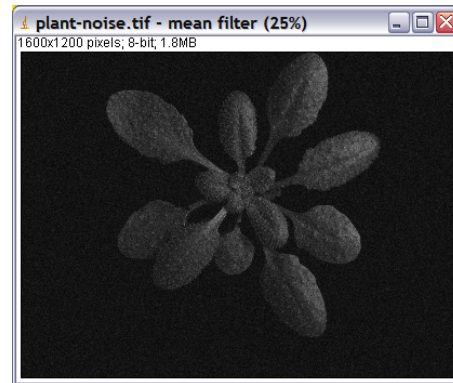 plant-noise.tif - mean filter (25%)
1600x1200 pixels; 8-bit; 1.8MB